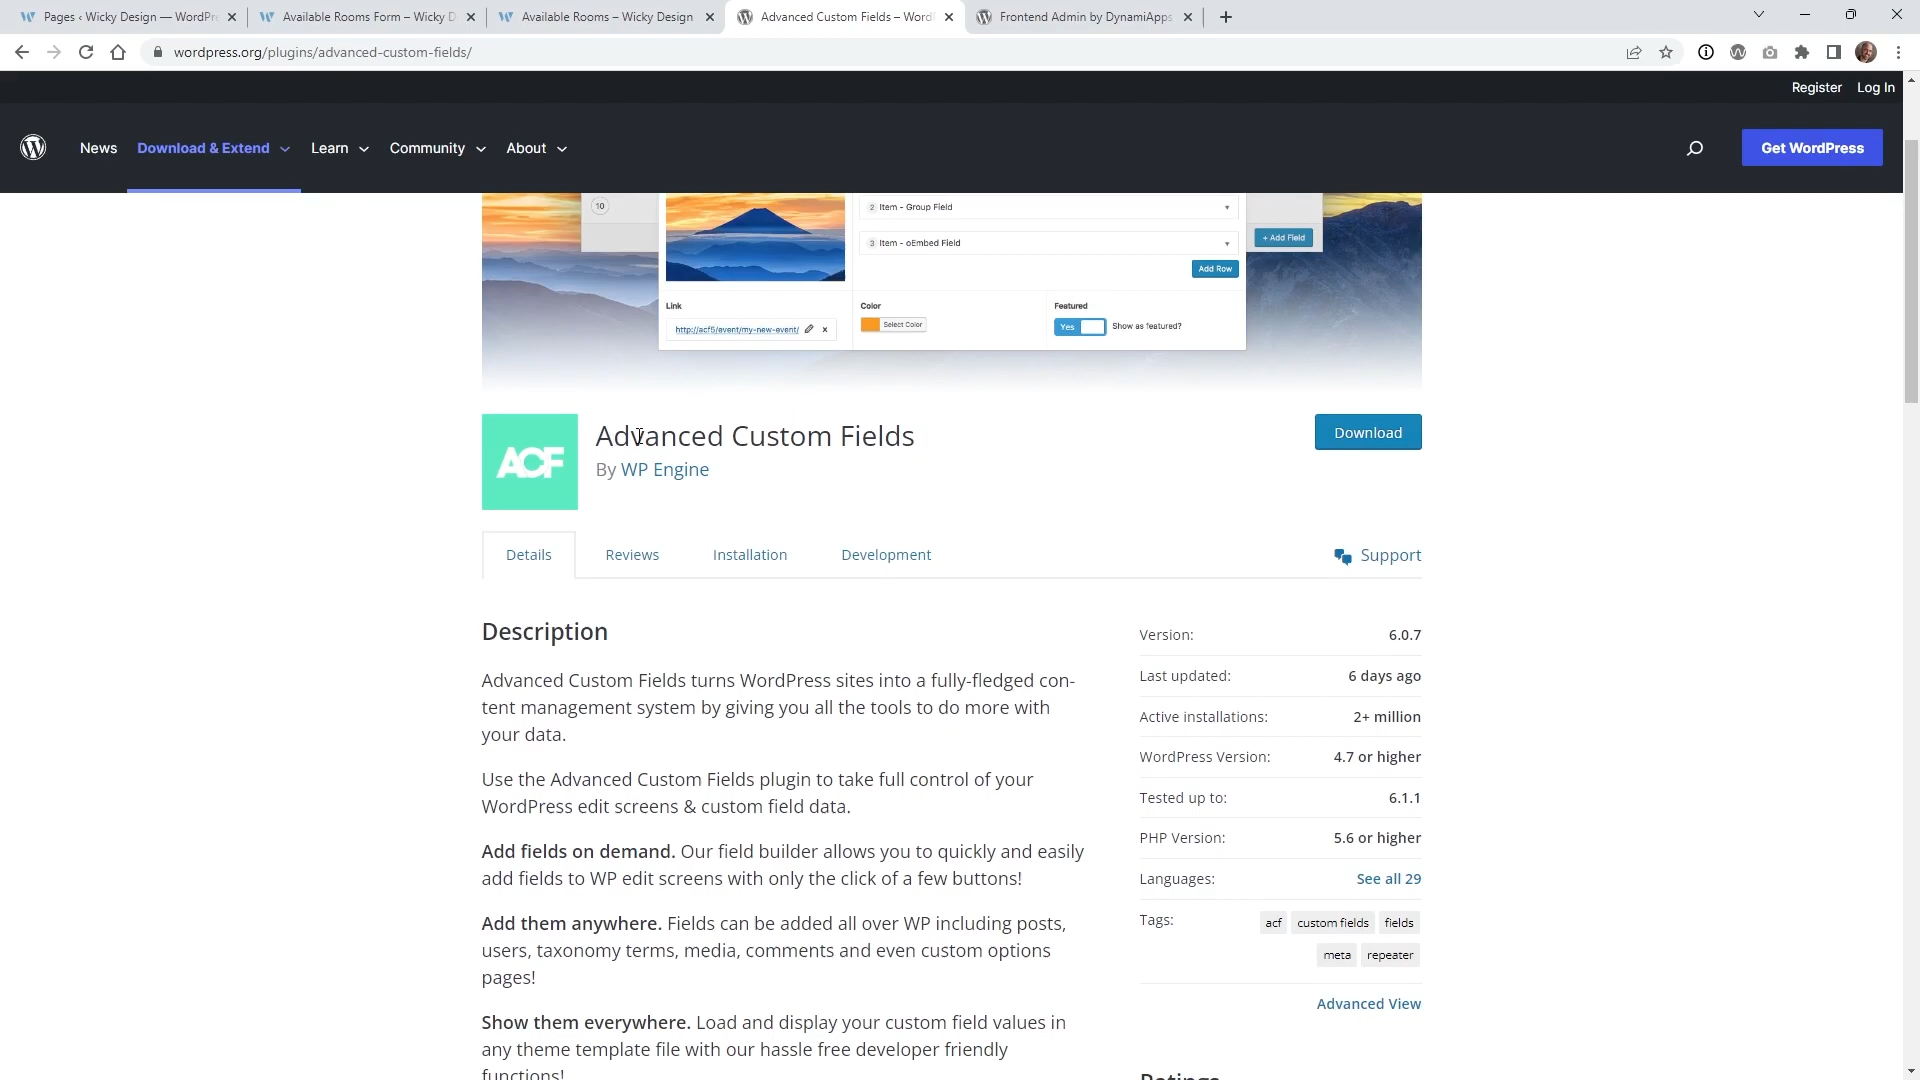 Pages ‹ Wicky Design — WordPr
Available Rooms Form – Wicky D
Available Rooms – Wicky Design
Advanced Custom Fields – Word
Frontend Admin by DynamiApps
wordpress.org/plugins/advanced-custom-fields/
Register Log In
News Download & Extend Learn Community About Get WordPress
10
2 Item - Group Field
3 Item - oEmbed Field
+ Add Field
Add Row
Link Color Featured
http://acf5/event/my-new-event/ Select Color Yes Show as featured?
ACF
Advanced Custom Fields
By WP Engine
Download
Details Reviews Installation Development Support
Description
Advanced Custom Fields turns WordPress sites into a fully-fledged con-
tent management system by giving you all the tools to do more with
your data.
Use the Advanced Custom Fields plugin to take full control of your
WordPress edit screens & custom field data.
Add fields on demand. Our field builder allows you to quickly and easily
add fields to WP edit screens with only the click of a few buttons!
Add them anywhere. Fields can be added all over WP including posts,
users, taxonomy terms, media, comments and even custom options
pages!
Show them everywhere. Load and display your custom field values in
any theme template file with our hassle free developer friendly
functions!
Version: 6.0.7
Last updated: 6 days ago
Active installations: 2+ million
WordPress Version: 4.7 or higher
Tested up to: 6.1.1
PHP Version: 5.6 or higher
Languages: See all 29
Tags: acf custom fields fields
meta repeater
Advanced View
Ratings